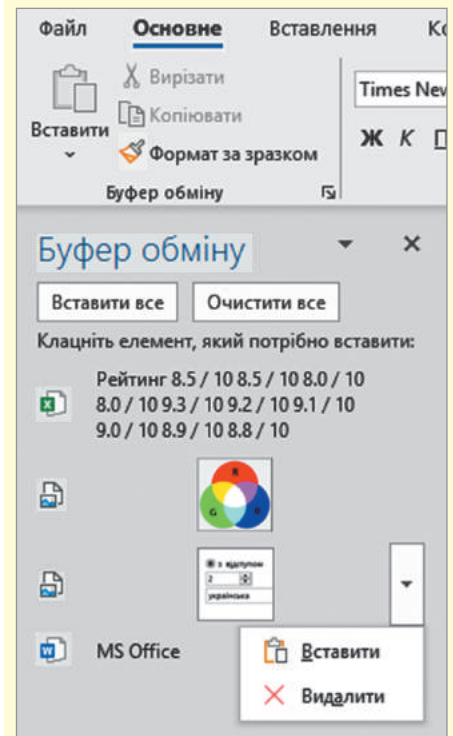 Файл Основне Вставлення Ко
Вирізати
Копіювати
Вставити
Формат за зразком
Times New
Ж К П
Буфер обміну
Буфер обміну
Вставити все Очистити все
Клацніть елемент, який потрібно вставити:
Рейтинг 8.5 / 10 8.5 / 10 8.0 / 10
8.0 / 10 9.3 / 10 9.2 / 10 9.1 / 10
9.0 / 10 8.9 / 10 8.8 / 10
R
G B
з відступом
2
українська
MS Office
Вставити
Видалити